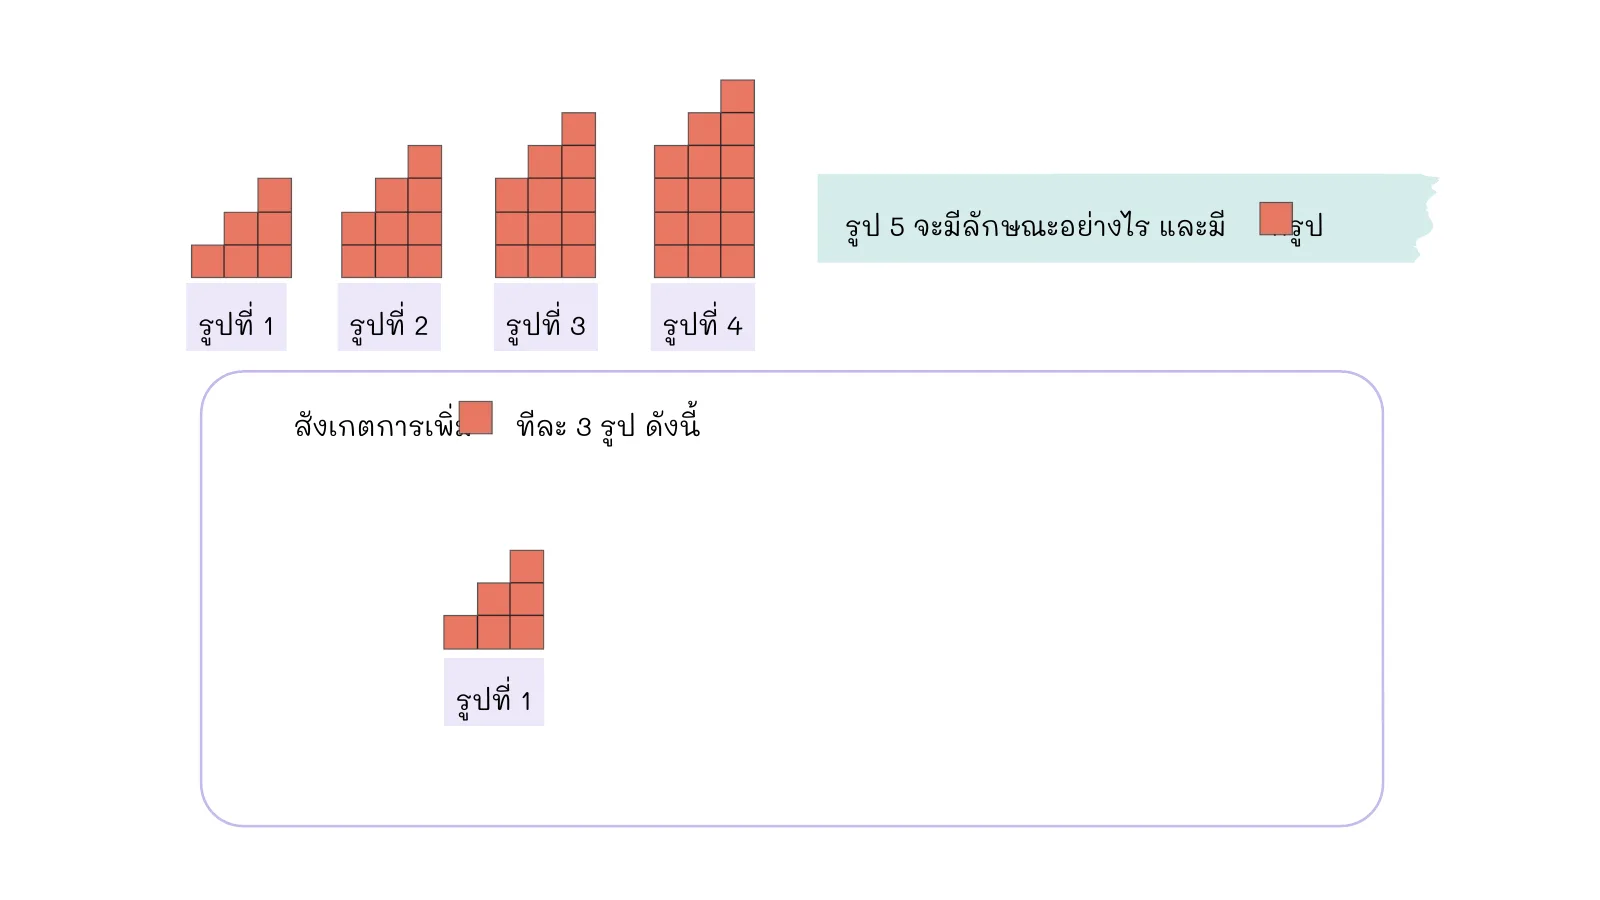 รูป 5 จะมีลักษณะอย่างไร และมี รูป
รูปที่ 1 รูปที่ 2 รูปที่ 3 รูปที่ 4
สังเกตการเพิ่ม ทีละ 3 รูป ดังนี้
รูปที่ 1